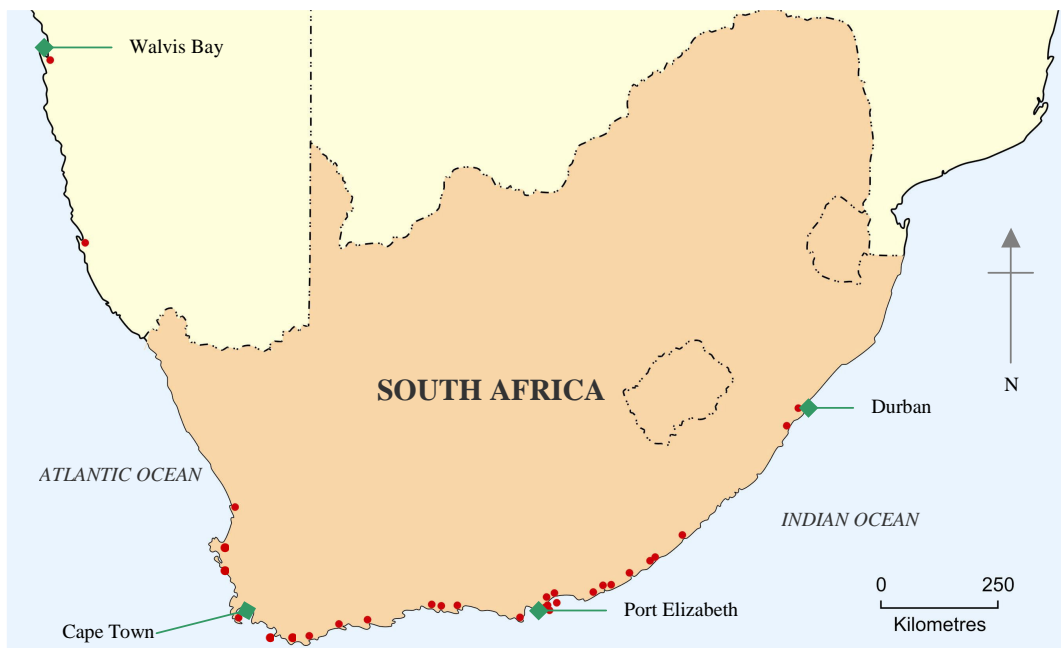 Walvis Bay
SOUTH AFRICA
N
Durban
ATLANTIC OCEAN
INDIAN OCEAN
0 250
Kilometres
Port Elizabeth
Cape Town